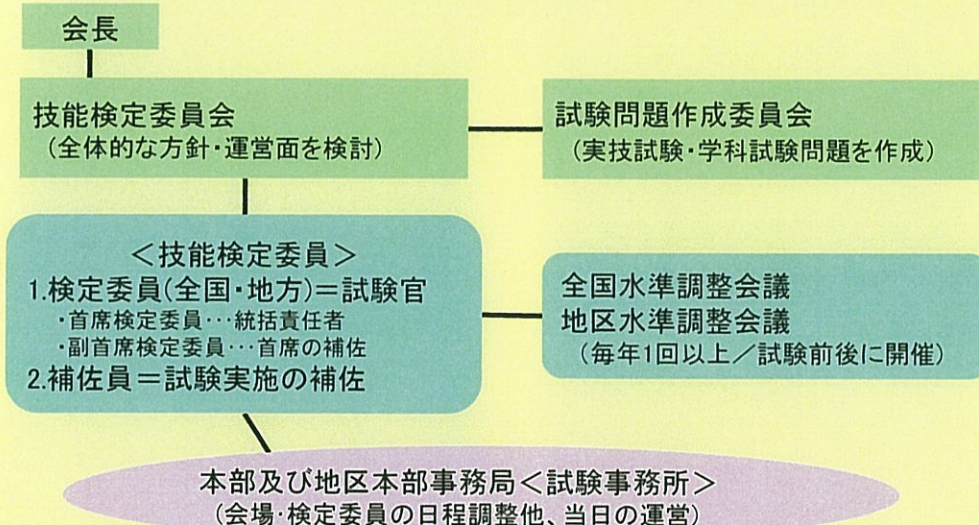 会長
技能検定委員会
(全体的な方針・運営面を検討)
試験問題作成委員会
(実技試験・学科試験問題を作成)
＜技能検定委員＞
1.検定委員(全国・地方)＝試験官
・首席検定委員…統括責任者
・副首席検定委員…首席の補佐
2.補佐員＝試験実施の補佐
全国水準調整会議
地区水準調整会議
(毎年1回以上／試験前後に開催)
本部及び地区本部事務局＜試験事務所＞
(会場・検定委員の日程調整他、当日の運営)